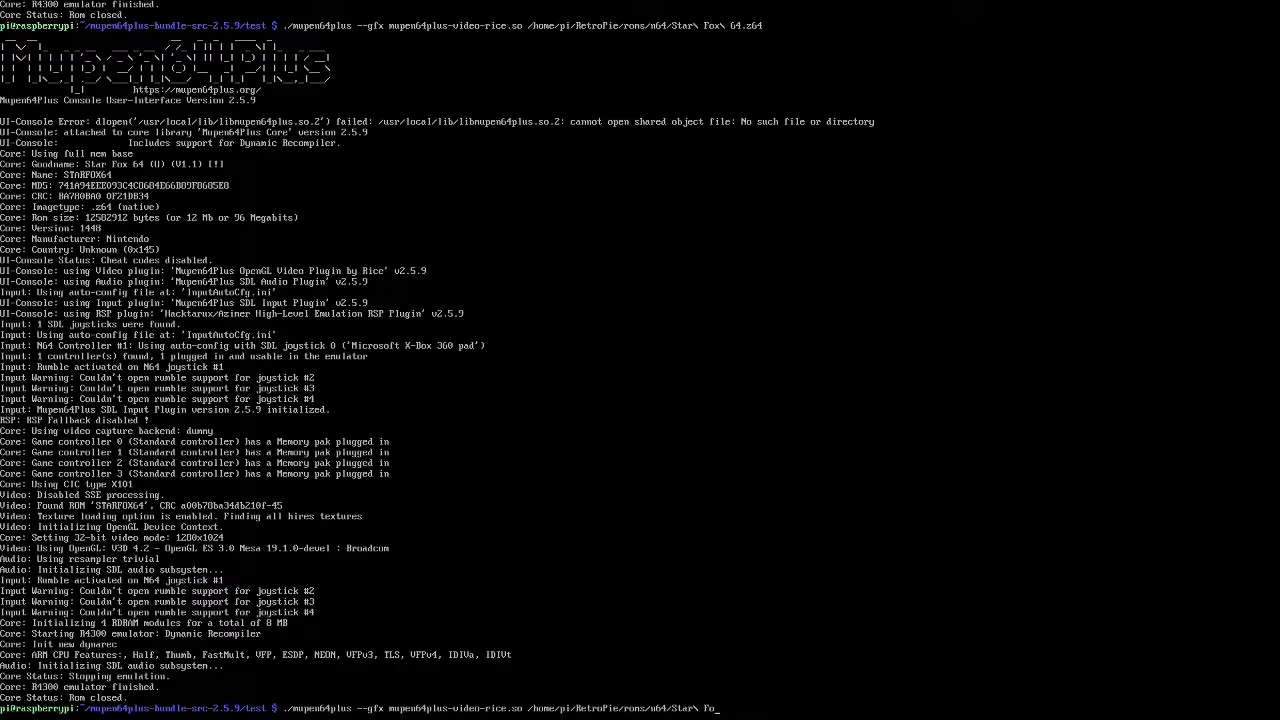 Core: R4300 emulator finished.
Core Status: Rom closed.
pi@raspberrypi:~/mupen64plus-bundle-src-2.5.9/test $ ./mupen64plus --gfx mupen64plus-video-rice.so /home/pi/RetroPie/roms/n64/Star\ Fox\ 64.z64
Mupen64Plus
https://mupen64plus.org/
Mupen64Plus Console User-Interface Version 2.5.9
UI-Console Error: dlopen('/usr/local/lib/libmupen64plus.so.2') failed: /usr/local/lib/libmupen64plus.so.2: cannot open shared object file: No such file or directory
UI-Console: attached to core library 'Mupen64Plus Core' version 2.5.9
UI-Console: Includes support for Dynamic Recompiler.
Core: Using full mem base
Core: Goodname: Star Fox 64 (U) (V1.1) [!]
Core: Name: STARFOX64
Core: MD5: 741A94EEE093C4C8684E66B89F8685E8
Core: CRC: BA780BA0 0F21DB34
Core: Imagetype: .z64 (native)
Core: Rom size: 12582912 bytes (or 12 Mb or 96 Megabits)
Core: Version: 1448
Core: Manufacturer: Nintendo
Core: Country: Unknown (0x145)
UI-Console Status: Cheat codes disabled.
UI-Console: using Video plugin: 'Mupen64Plus OpenGL Video Plugin by Rice' v2.5.9
UI-Console: using Audio plugin: 'Mupen64Plus SDL Audio Plugin' v2.5.9
Input: Using auto-config file at: 'InputAutoCfg.ini'
UI-Console: using Input plugin: 'Mupen64Plus SDL Input Plugin' v2.5.9
UI-Console: using RSP plugin: 'Hacktarux/Azimer High-Level Emulation RSP Plugin' v2.5.9
Input: 1 SDL joysticks were found.
Input: Using auto-config file at: 'InputAutoCfg.ini'
Input: N64 Controller #1: Using auto-config with SDL joystick 0 ('Microsoft X-Box 360 pad')
Input: 1 controller(s) found, 1 plugged in and usable in the emulator
Input: Rumble activated on N64 joystick #1
Input Warning: Couldn't open rumble support for joystick #2
Input Warning: Couldn't open rumble support for joystick #3
Input Warning: Couldn't open rumble support for joystick #4
Input: Mupen64Plus SDL Input Plugin version 2.5.9 initialized.
RSP: RSP Fallback disabled !
Core: Using video capture backend: dummy
Core: Game controller 0 (Standard controller) has a Memory pak plugged in
Core: Game controller 1 (Standard controller) has a Memory pak plugged in
Core: Game controller 2 (Standard controller) has a Memory pak plugged in
Core: Game controller 3 (Standard controller) has a Memory pak plugged in
Core: Using CIC type X101
Video: Disabled SSE processing.
Video: Found ROM 'STARFOX64', CRC a00b78ba34db210f-45
Video: Texture loading option is enabled. Finding all hires textures
Video: Initializing OpenGL Device Context.
Core: Setting 32-bit video mode: 1280x1024
Video: Using OpenGL: V3D 4.2 - OpenGL ES 3.0 Mesa 19.1.0-devel : Broadcom
Audio: Using resampler trivial
Audio: Initializing SDL audio subsystem...
Input: Rumble activated on N64 joystick #1
Input Warning: Couldn't open rumble support for joystick #2
Input Warning: Couldn't open rumble support for joystick #3
Input Warning: Couldn't open rumble support for joystick #4
Core: Initializing 4 RDRAM modules for a total of 8 MB
Core: Starting R4300 emulator: Dynamic Recompiler
Core: Init new dynarec
Core: ARM CPU Features:, Half, Thumb, FastMult, VFP, ESDP, NEON, VFPv3, TLS, VFPv4, IDIVa, IDIVt
Audio: Initializing SDL audio subsystem...
Core Status: Stopping emulation.
Core: R4300 emulator finished.
Core Status: Rom closed.
pi@raspberrypi:~/mupen64plus-bundle-src-2.5.9/test $ ./mupen64plus --gfx mupen64plus-video-rice.so /home/pi/RetroPie/roms/n64/Star\ Fo_